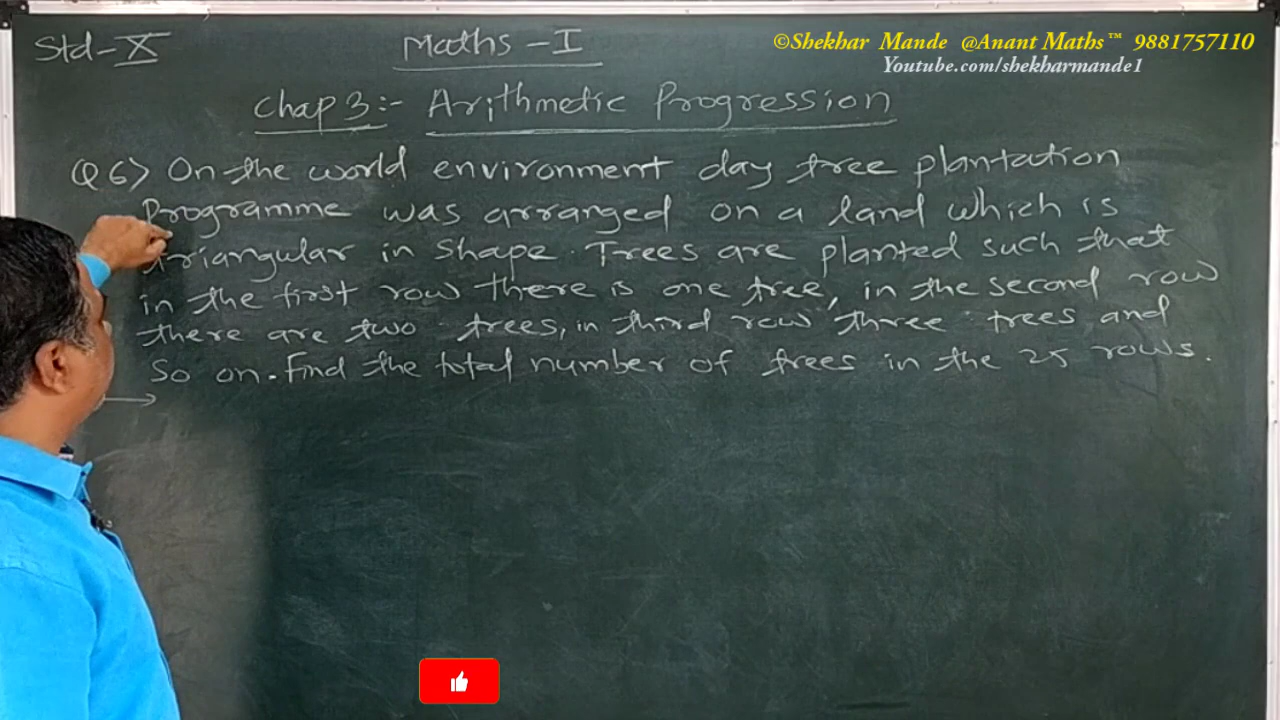 Std-X
Maths-I
©Shekhar Mande @Anant Maths™ 9881757110
Youtube.com/shekharmande1
Chap 3:- Arithmetic Progression
Q6) On the world environment day tree plantation
Programme was arranged on a land which is
triangular in shape. Trees are planted such that
in the first row there is one tree, in the second row
there are two trees, in third row three trees and
So on. Find the total number of trees in the 25 rows.